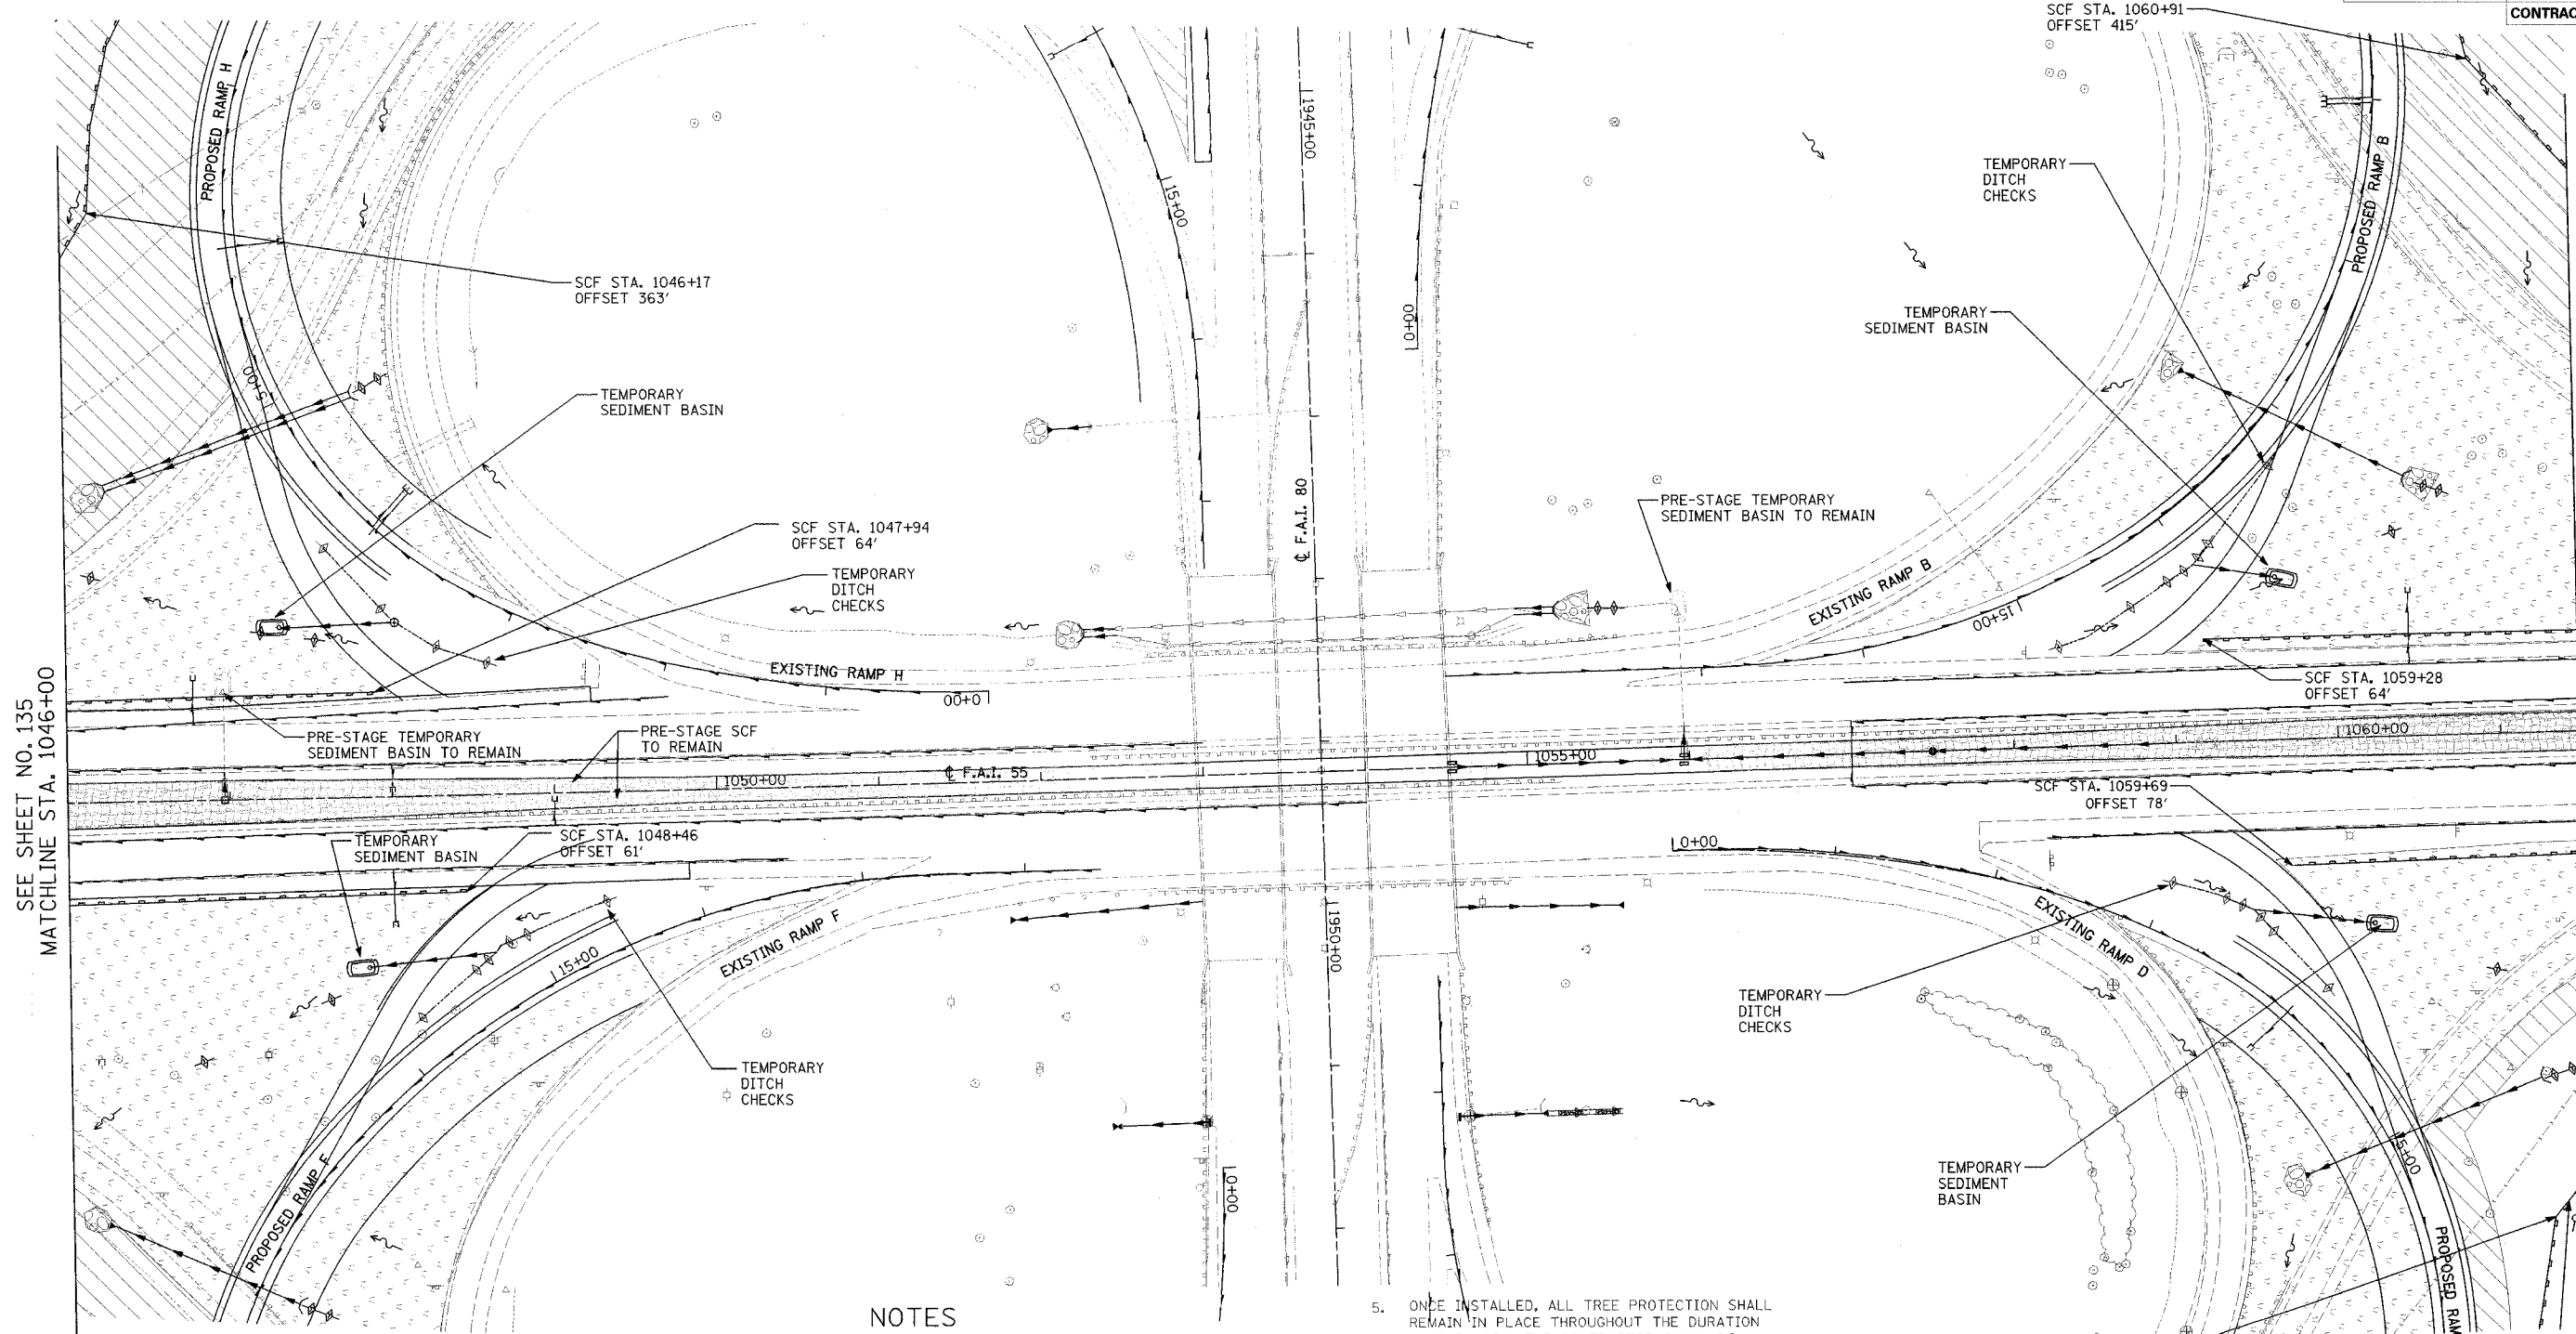 SCF STA. 1060+91
OFFSET 415'
CONTRAC
PROPOSED RAMP H
1945+00
15+00
TEMPORARY
DITCH
CHECKS
PROPOSED RAMP B
SCF STA. 1046+17
OFFSET 363'
10+00
TEMPORARY
SEDIMENT BASIN
15+00
TEMPORARY
SEDIMENT BASIN
℄ F.A.I. 80
PRE-STAGE TEMPORARY
SEDIMENT BASIN TO REMAIN
SCF STA. 1047+94
OFFSET 64'
TEMPORARY
DITCH
CHECKS
EXISTING RAMP B
15+00
EXISTING RAMP H
0+00
SCF STA. 1059+28
OFFSET 64'
SEE SHEET NO. 135
MATCHLINE STA. 1046+00
PRE-STAGE TEMPORARY
SEDIMENT BASIN TO REMAIN
PRE-STAGE SCF
TO REMAIN
1060+00
1055+00
1050+00
℄ F.A.I. 55
SCF STA. 1059+69
OFFSET 78'
TEMPORARY
SEDIMENT BASIN
SCF STA. 1048+46
OFFSET 61'
0+00
1950+00
EXISTING RAMP F
15+00
EXISTING RAMP D
TEMPORARY
DITCH
CHECKS
TEMPORARY
DITCH
CHECKS
TEMPORARY
SEDIMENT
BASIN
15+00
0+00
PROPOSED RAMP F
PROPOSED RAM
NOTES
5. ONCE INSTALLED, ALL TREE PROTECTION SHALL
REMAIN IN PLACE THROUGHOUT THE DURATION